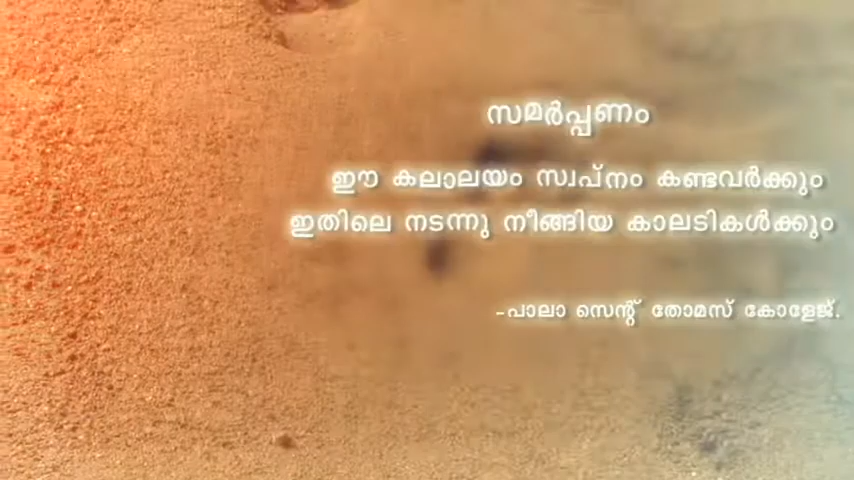 സമർപ്പണം
ഈ കലാലയം സ്വപ്നം കണ്ടവർക്കും
ഇതിലെ നടന്നു നീങ്ങിയ കാലടികൾക്കും
-പാലാ സെന്റ് തോമസ് കോളേജ്.